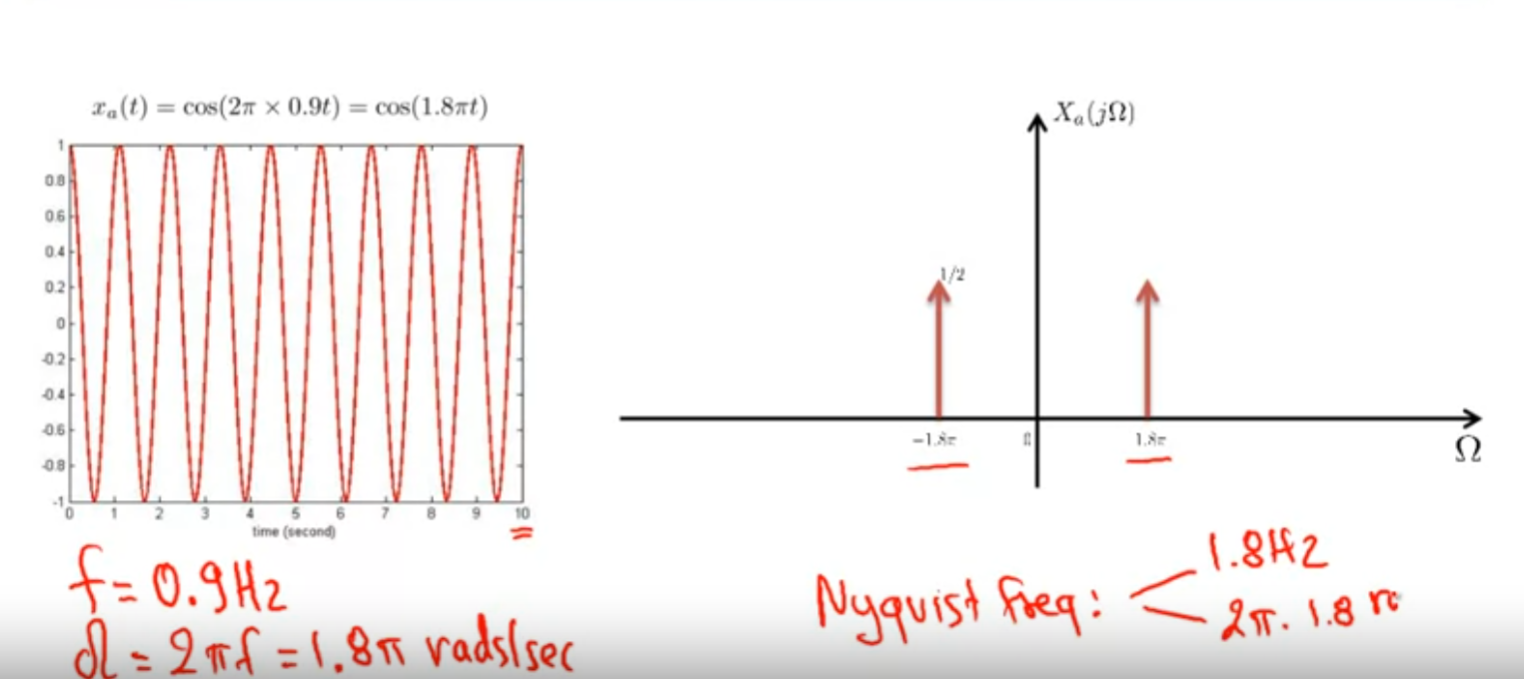 xₐ(t) = cos(2π × 0.9t) = cos(1.8πt)
1
0.8
0.6
0.4
0.2
0
-0.2
-0.4
-0.6
-0.8
-1
0 1 2 3 4 5 6 7 8 9 10
time (second)
f = 0.9Hz
Ω = 2πf = 1.8π rads/sec
Xₐ(jΩ)
1/2
-1.8π 0 1.8π
Ω
Nyquist freq:
1.8Hz
2π. 1.8